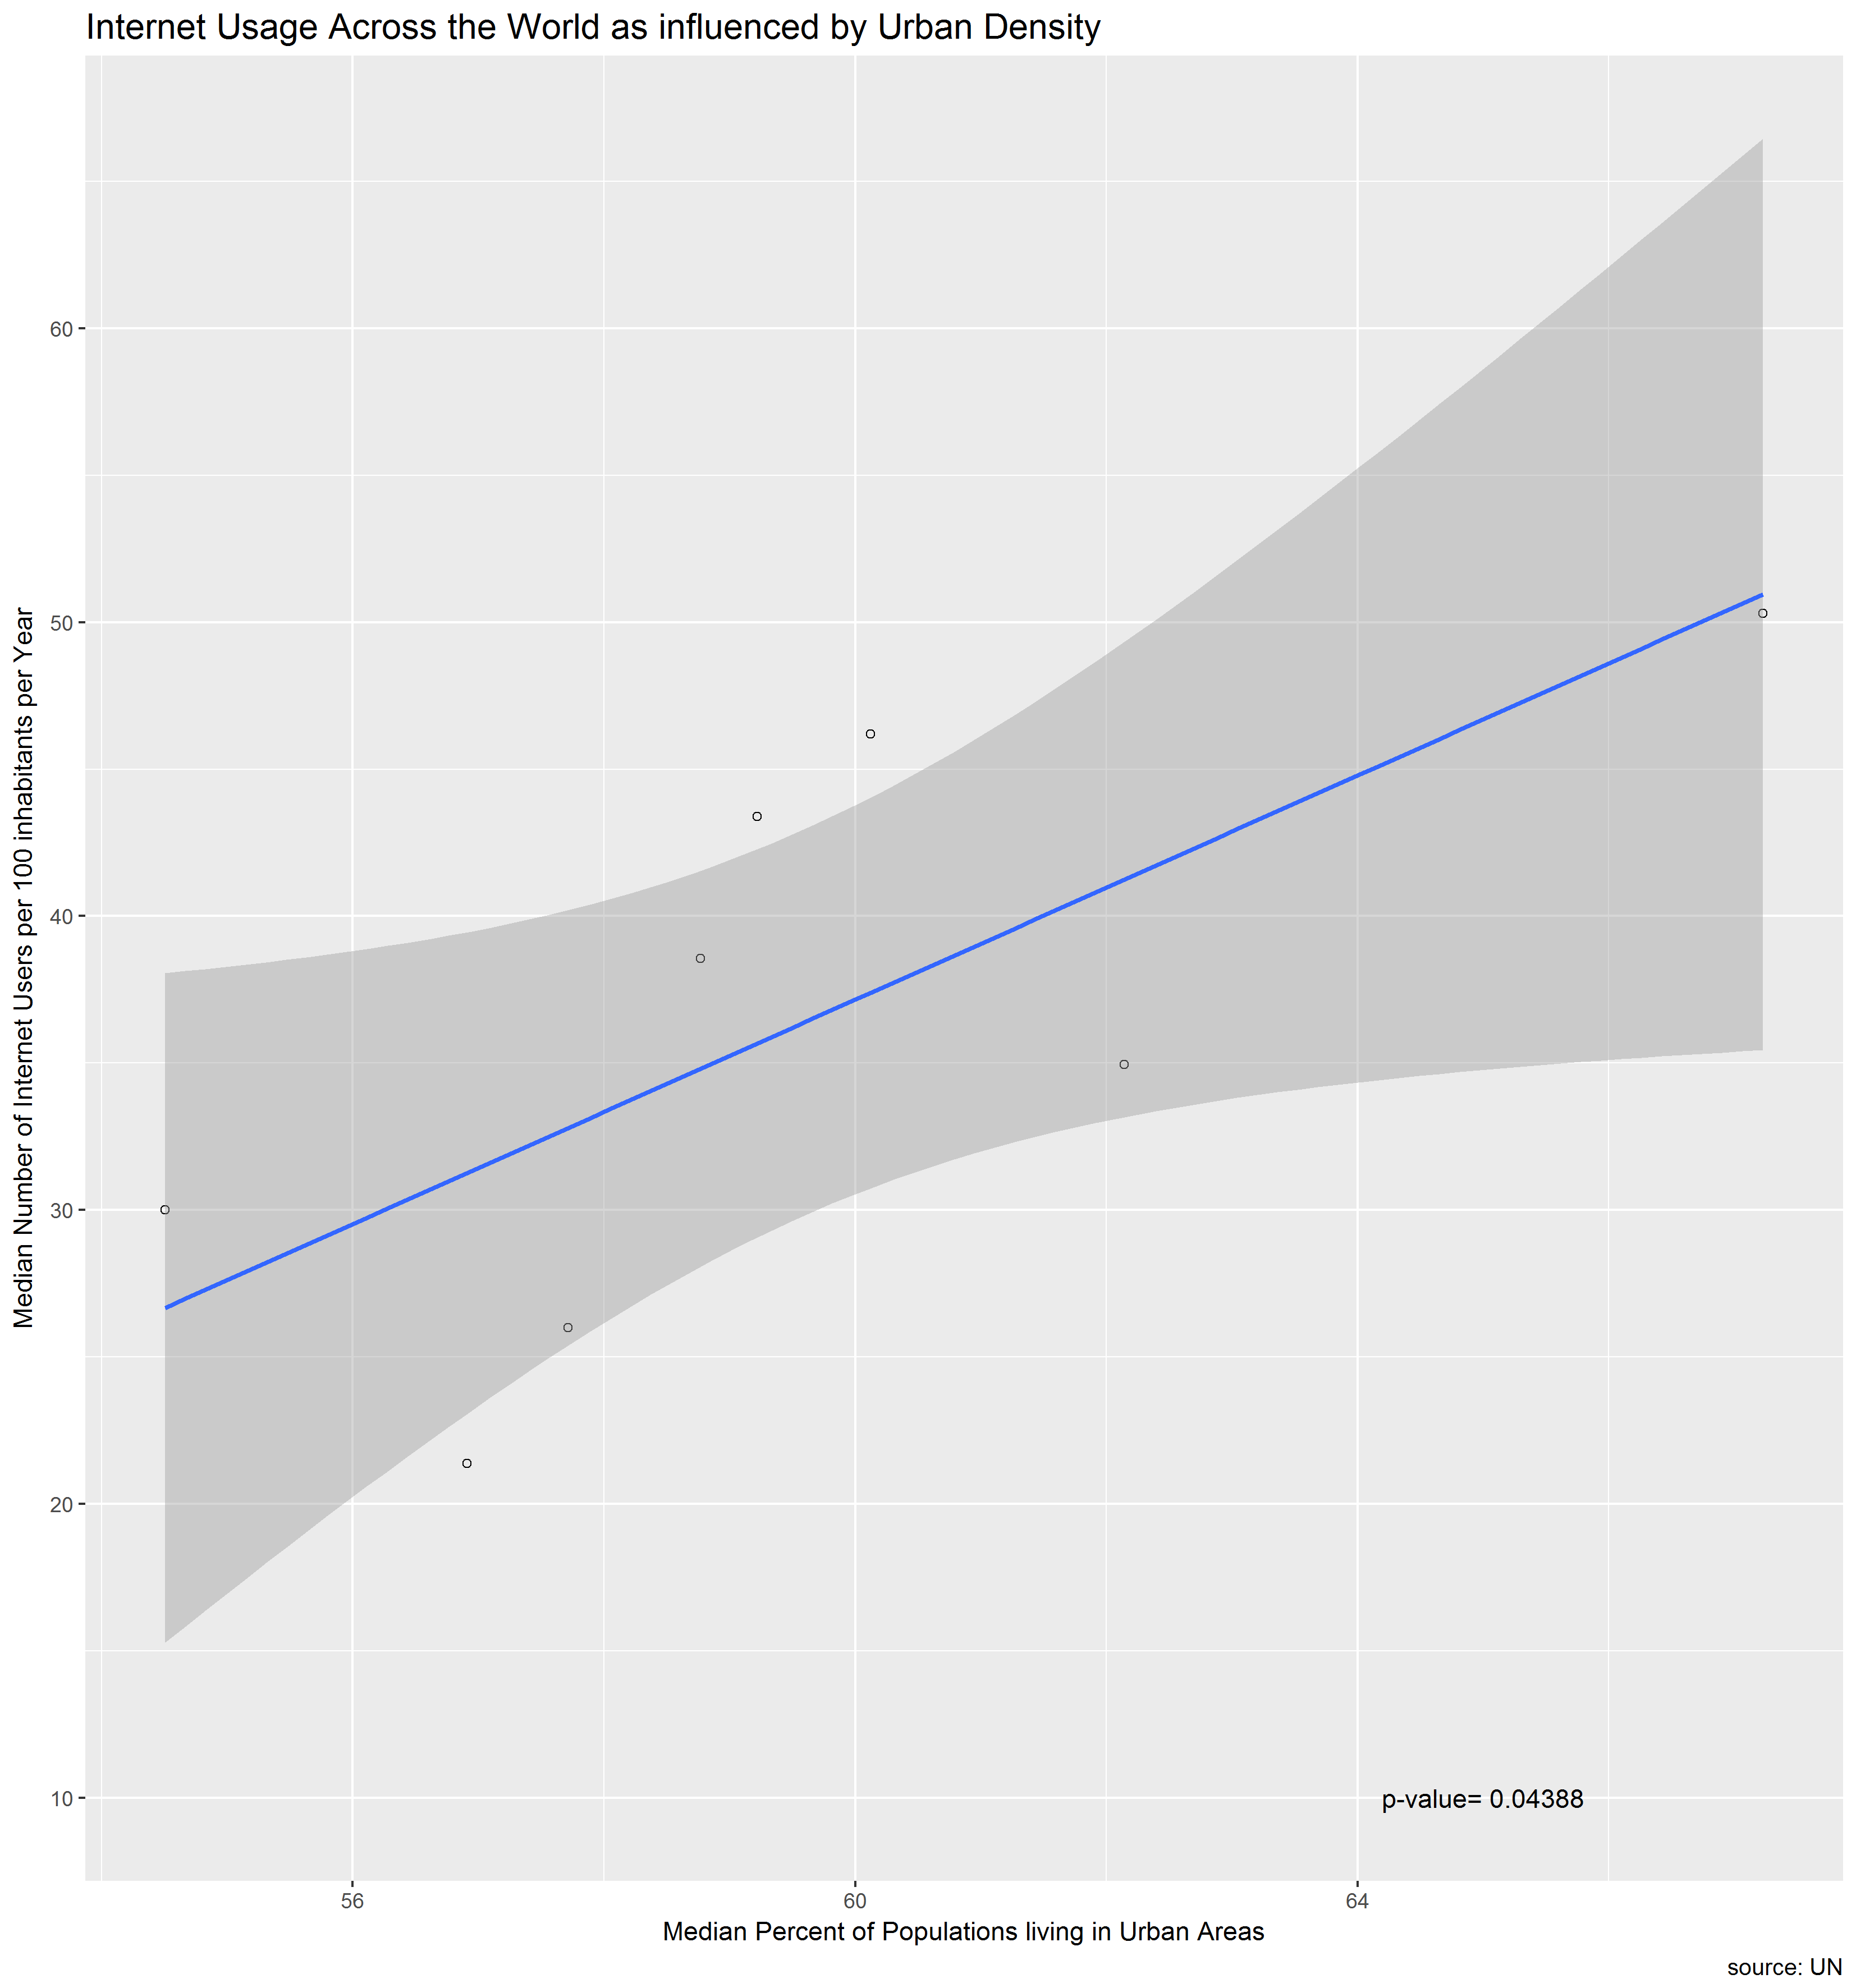 Internet Usage Across the World as influenced by Urban Density
Median Number of Internet Users per 100 inhabitants per Year
60
50
40
30
20
10
p-value= 0.04388
56
60
64
Median Percent of Populations living in Urban Areas
source: UN